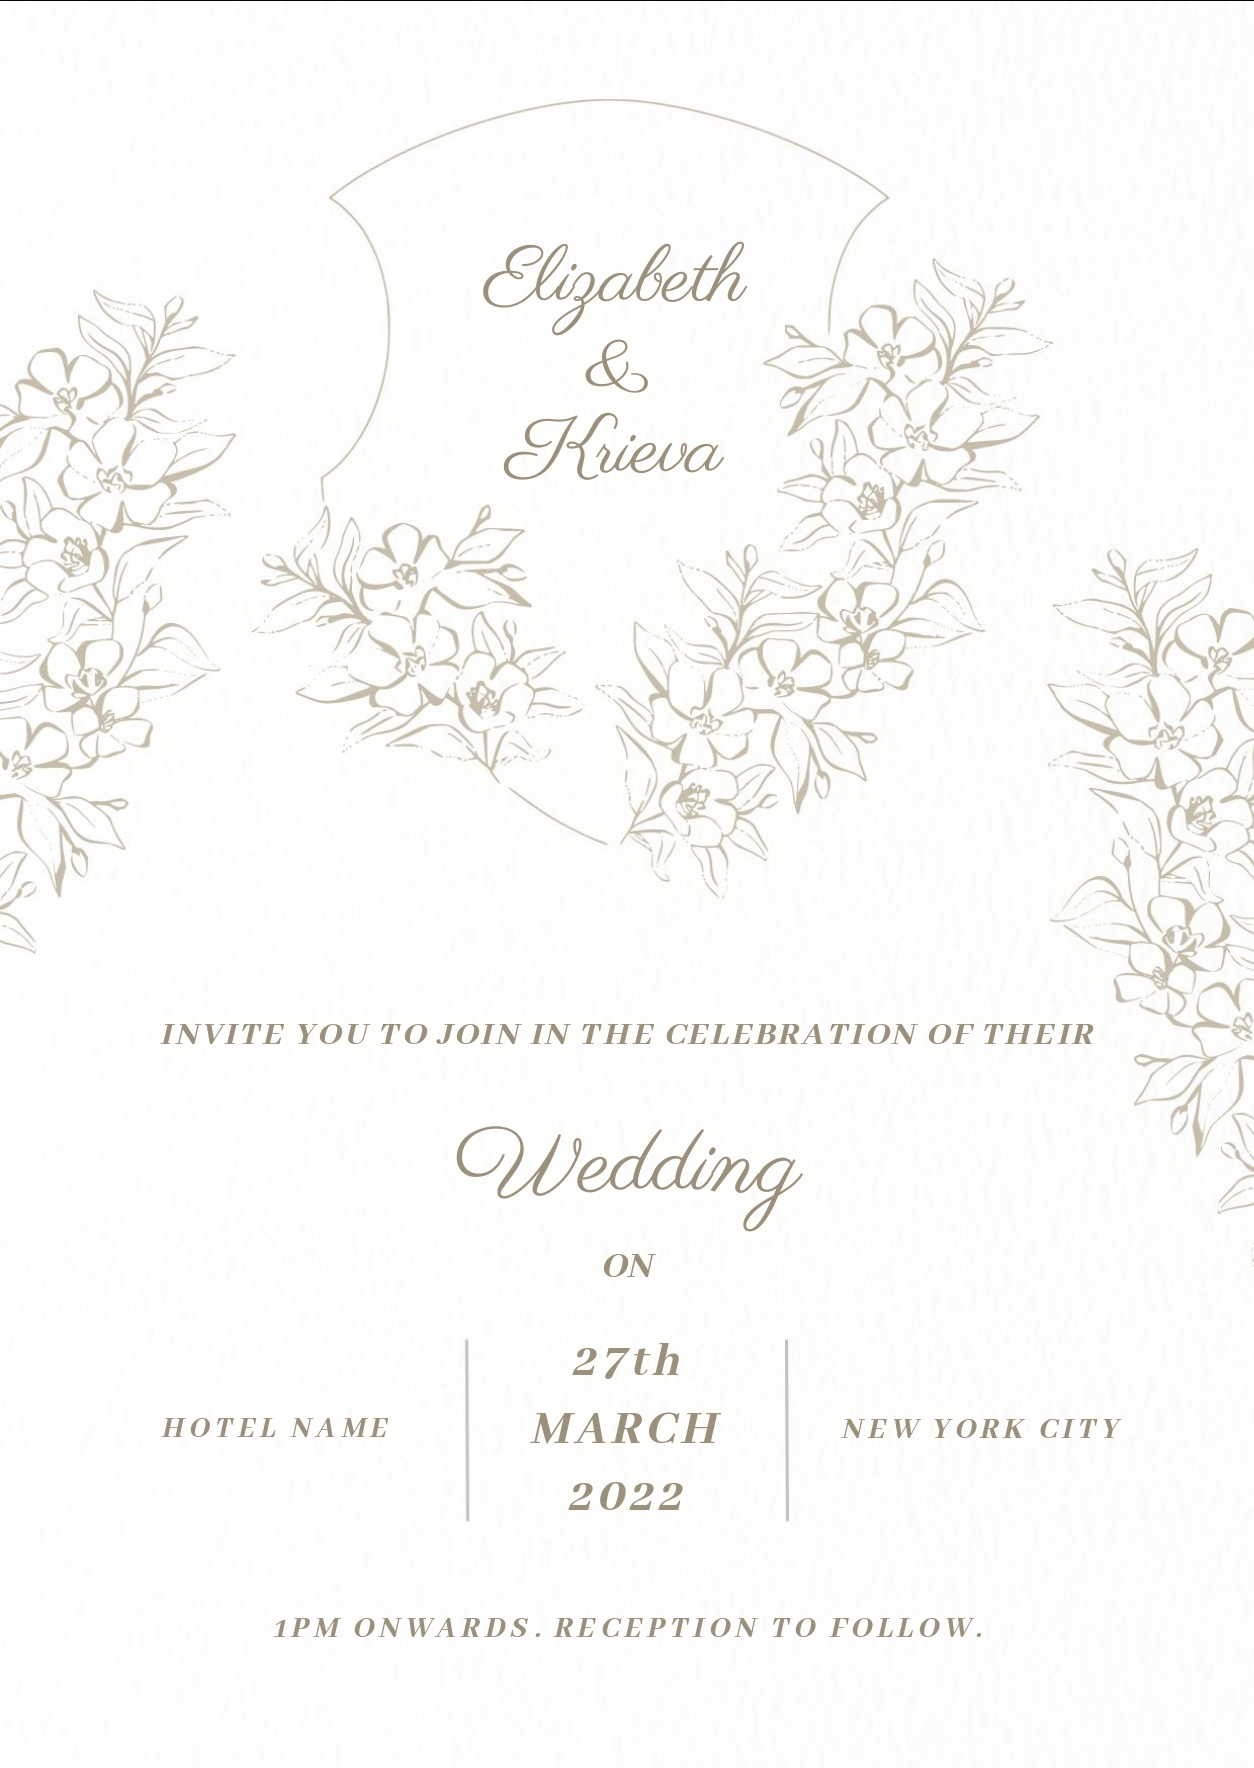 Elizabeth
&
Krieva
INVITE YOU TO JOIN IN THE CELEBRATION OF THEIR
Wedding
ON
27th
MARCH
2022
HOTEL NAME
NEW YORK CITY
1PM ONWARDS. RECEPTION TO FOLLOW.